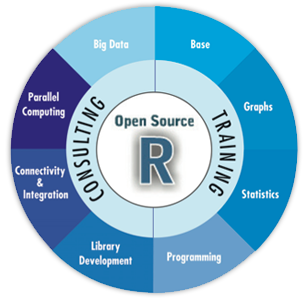 Big Data
Base
Parallel
Computing
Graphs
CONSULTING
Open Source
R
TRAINING
Connectivity
&
Integration
Statistics
Library
Development
Programming